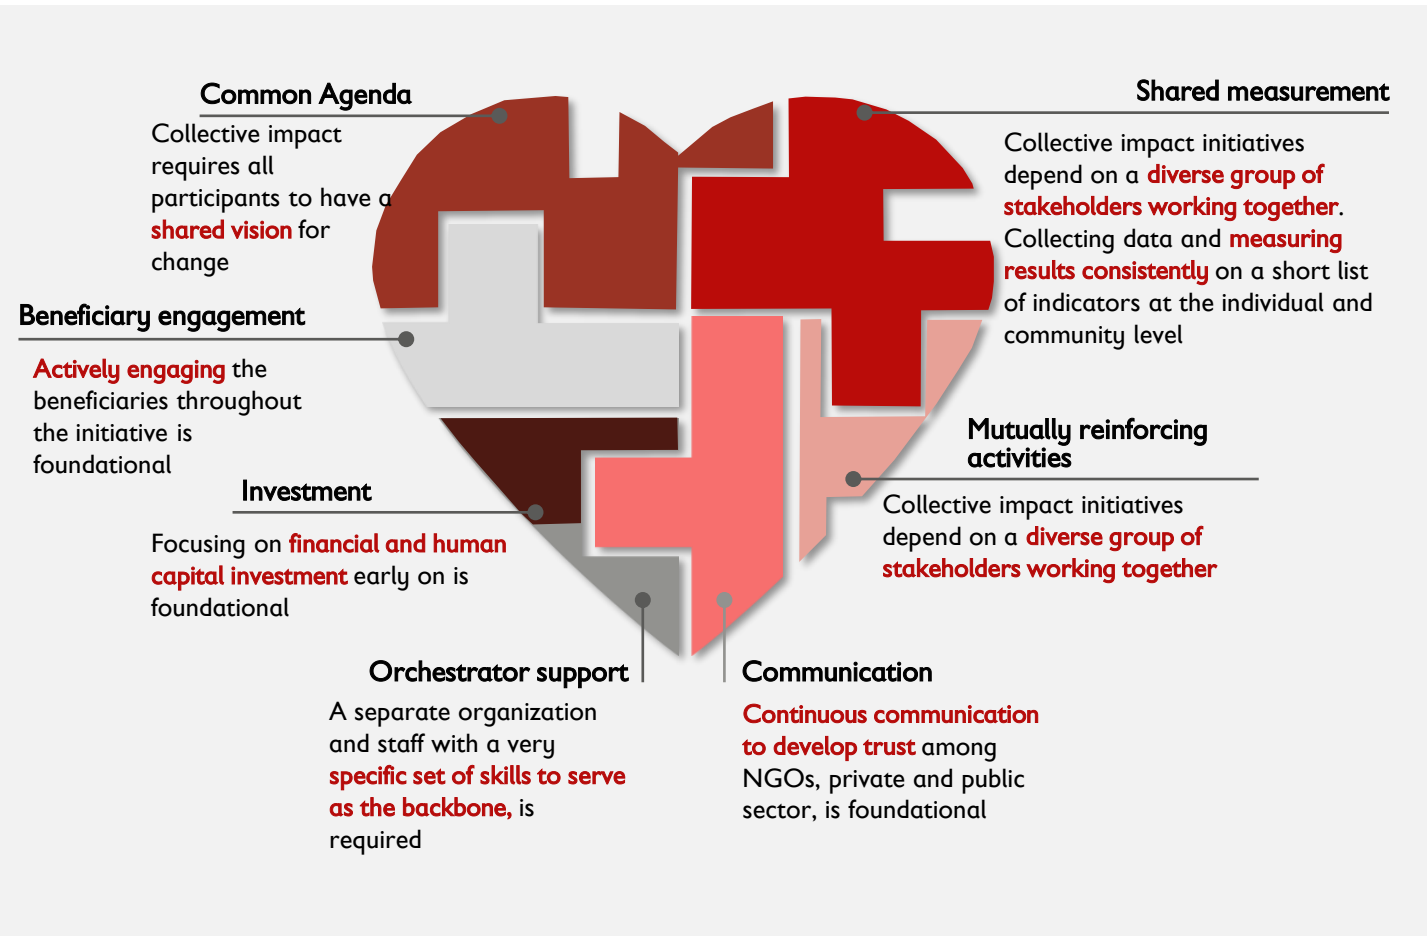 Common Agenda
Collective impact
requires all
participants to have a
shared vision for
change
Shared measurement
Collective impact initiatives
depend on a diverse group of
stakeholders working together.
Collecting data and measuring
results consistently on a short list
of indicators at the individual and
community level
Beneficiary engagement
Actively engaging the
beneficiaries throughout
the initiative is
foundational
Mutually reinforcing
activities
Collective impact initiatives
depend on a diverse group of
stakeholders working together
Investment
Focusing on financial and human
capital investment early on is
foundational
Orchestrator support
A separate organization
and staff with a very
specific set of skills to serve
as the backbone, is
required
Communication
Continuous communication
to develop trust among
NGOs, private and public
sector, is foundational